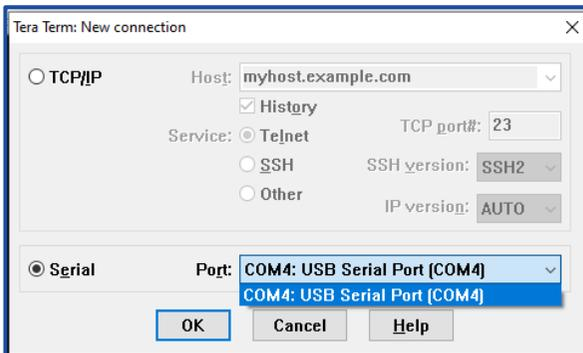 Tera Term: New connection
TCP/IP
Host: myhost.example.com
History
Service: Telnet
TCP port#: 23
SSH
SSH version: SSH2
Other
IP version: AUTO
Serial
Port: COM4: USB Serial Port (COM4)
COM4: USB Serial Port (COM4)
OK
Cancel
Help